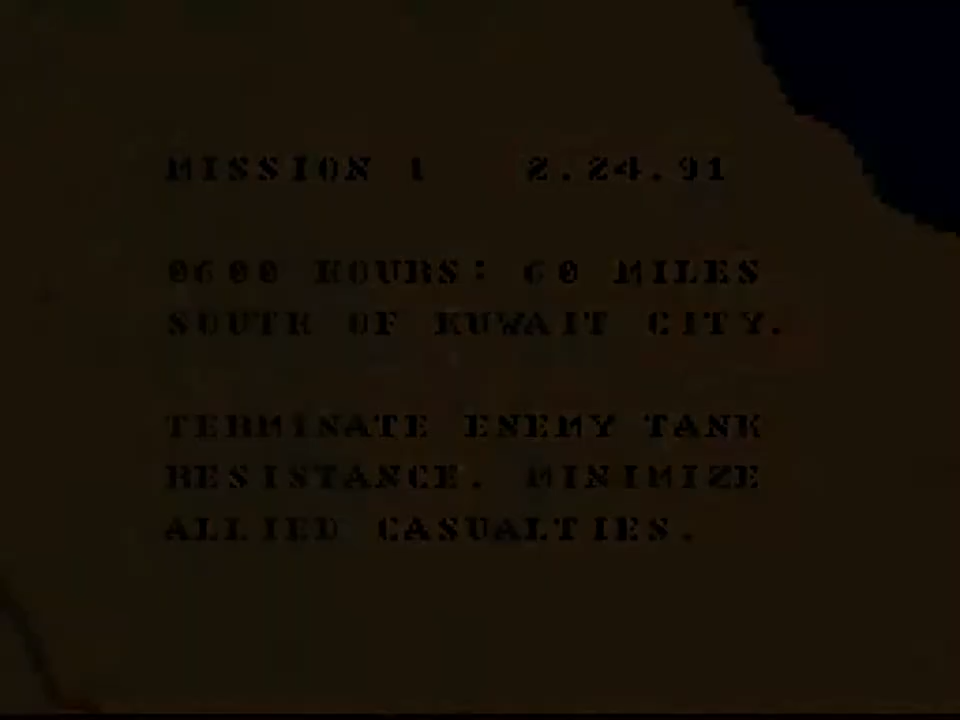 MISSION 1 2.24.91
0600 HOURS: 60 MILES
SOUTH OF KUWAIT CITY.
TERMINATE ENEMY TANK
RESISTANCE. MINIMIZE
ALLIED CASUALTIES.